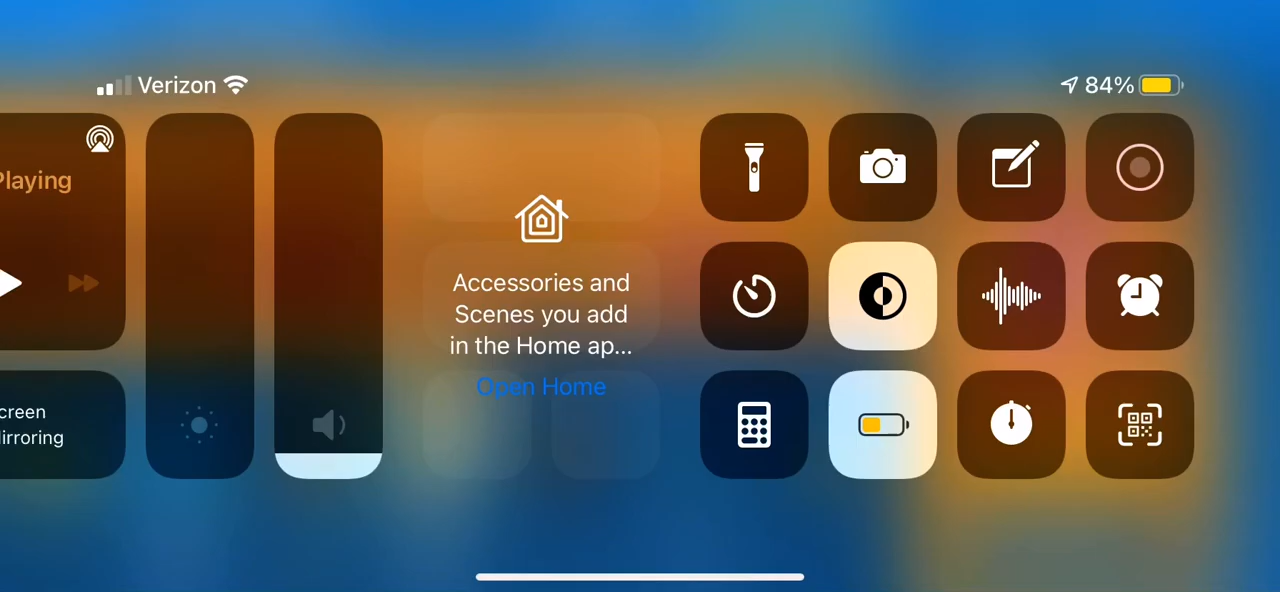 Verizon
84%
Playing
creen
irroring
Accessories and
Scenes you add
in the Home ap...
Open Home